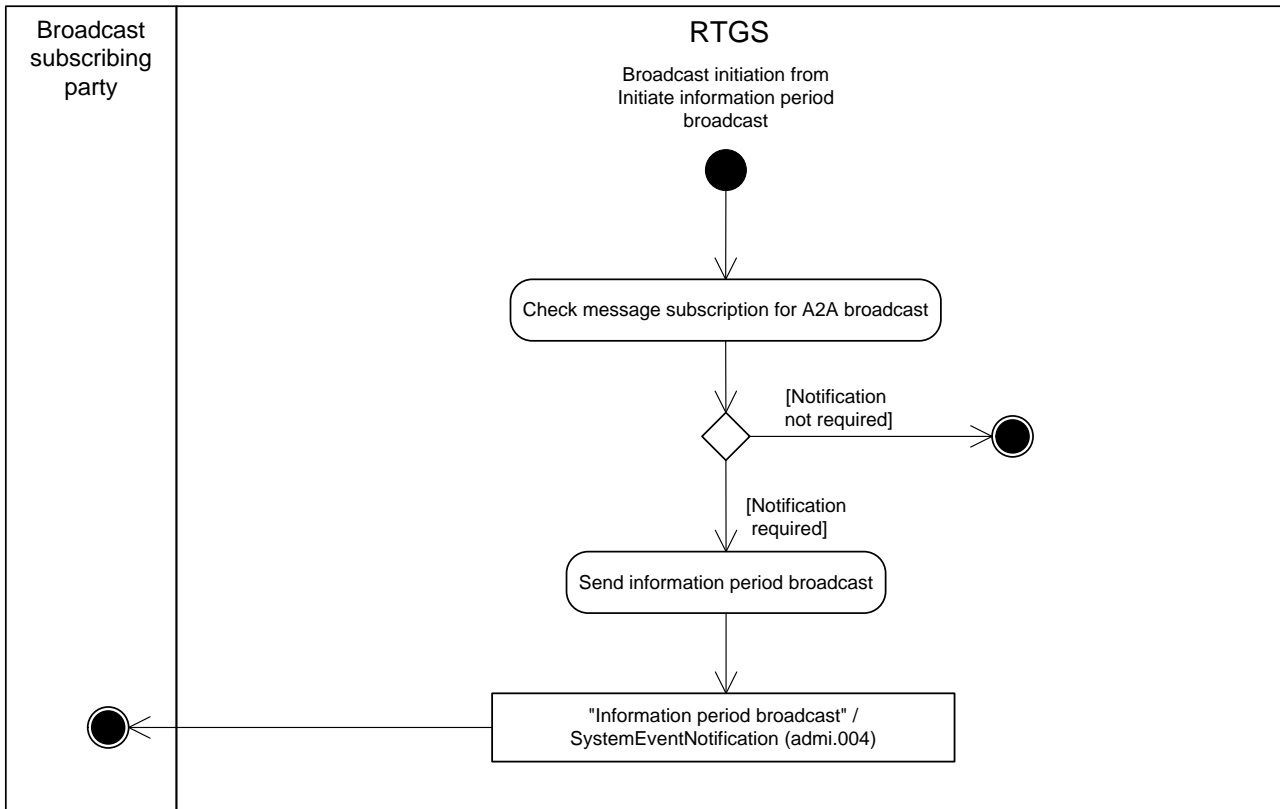 Broadcast
subscribing
party
RTGS
Broadcast initiation from
Initiate information period
broadcast
Check message subscription for A2A broadcast
[Notification
not required]
[Notification
required]
Send information period broadcast
"Information period broadcast" /
SystemEventNotification (admi.004)